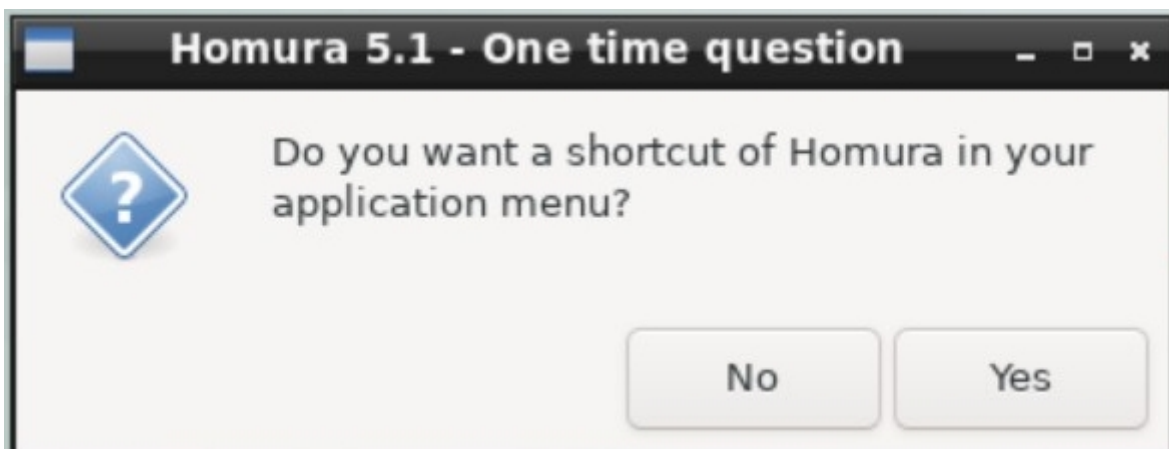 Homura 5.1 - One time question
Do you want a shortcut of Homura in your
application menu?
No
Yes